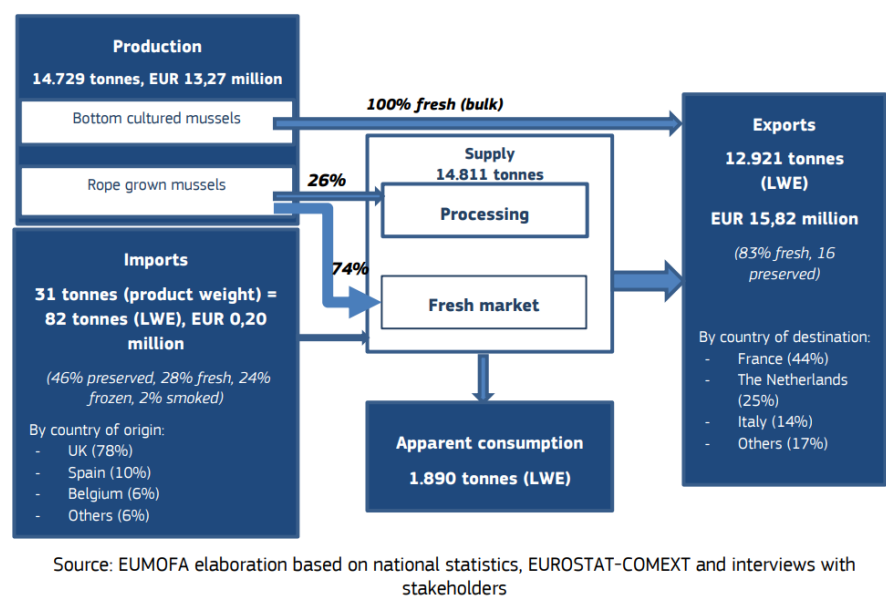 Production
14.729 tonnes, EUR 13,27 million
Bottom cultured mussels
Rope grown mussels
100% fresh (bulk)
26%
74%
Supply
14.811 tonnes
Processing
Fresh market
Imports
31 tonnes (product weight) =
82 tonnes (LWE), EUR 0,20
million
(46% preserved, 28% fresh, 24%
frozen, 2% smoked)
By country of origin:
- UK (78%)
- Spain (10%)
- Belgium (6%)
- Others (6%)
Apparent consumption
1.890 tonnes (LWE)
Exports
12.921 tonnes
(LWE)
EUR 15,82 million
(83% fresh, 16
preserved)
By country of destination:
- France (44%)
- The Netherlands
(25%)
- Italy (14%)
- Others (17%)
Source: EUMOFA elaboration based on national statistics, EUROSTAT-COMEXT and interviews with
stakeholders